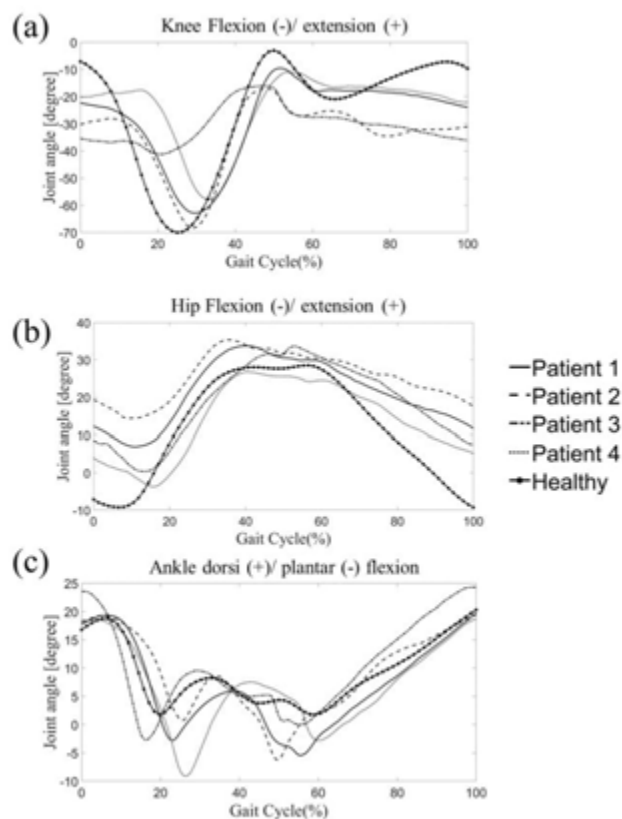 (a)
Knee Flexion (-)/ extension (+)
Joint angle [degree]
0
-10
-20
-30
-40
-50
-60
-70
0 20 40 60 80 100
Gait Cycle(%)
(b)
Hip Flexion (-)/ extension (+)
Joint angle [degree]
40
30
20
10
0
-10
0 20 40 60 80 100
Gait Cycle(%)
Patient 1
Patient 2
Patient 3
Patient 4
Healthy
(c)
Ankle dorsi (+)/ plantar (-) flexion
Joint angle [degree]
25
20
15
10
5
0
-5
-10
0 20 40 60 80 100
Gait Cycle(%)